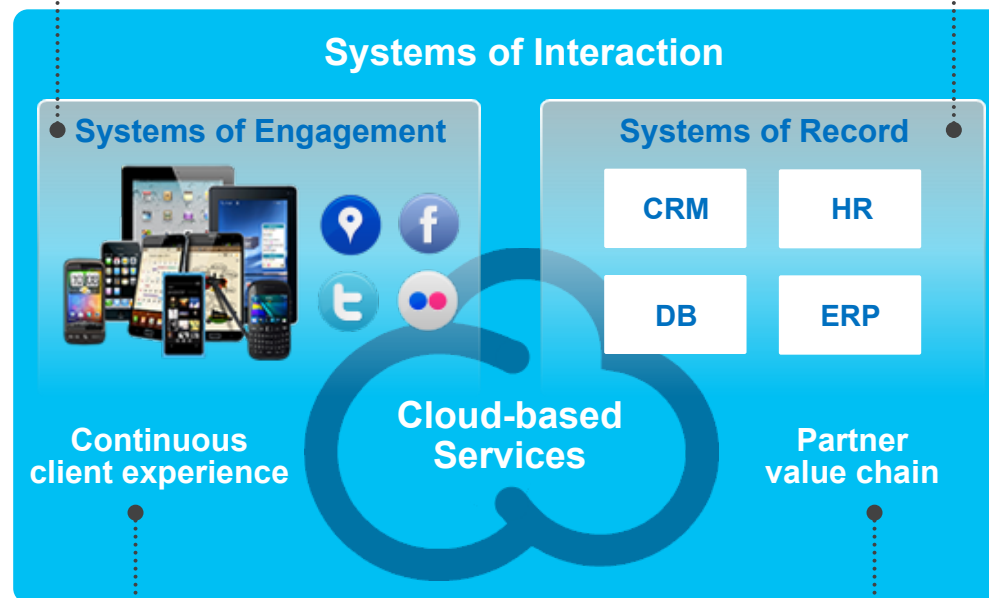 Systems of Interaction
Systems of Engagement
Systems of Record
CRM
HR
DB
ERP
Cloud-based
Services
Continuous
client experience
Partner
value chain